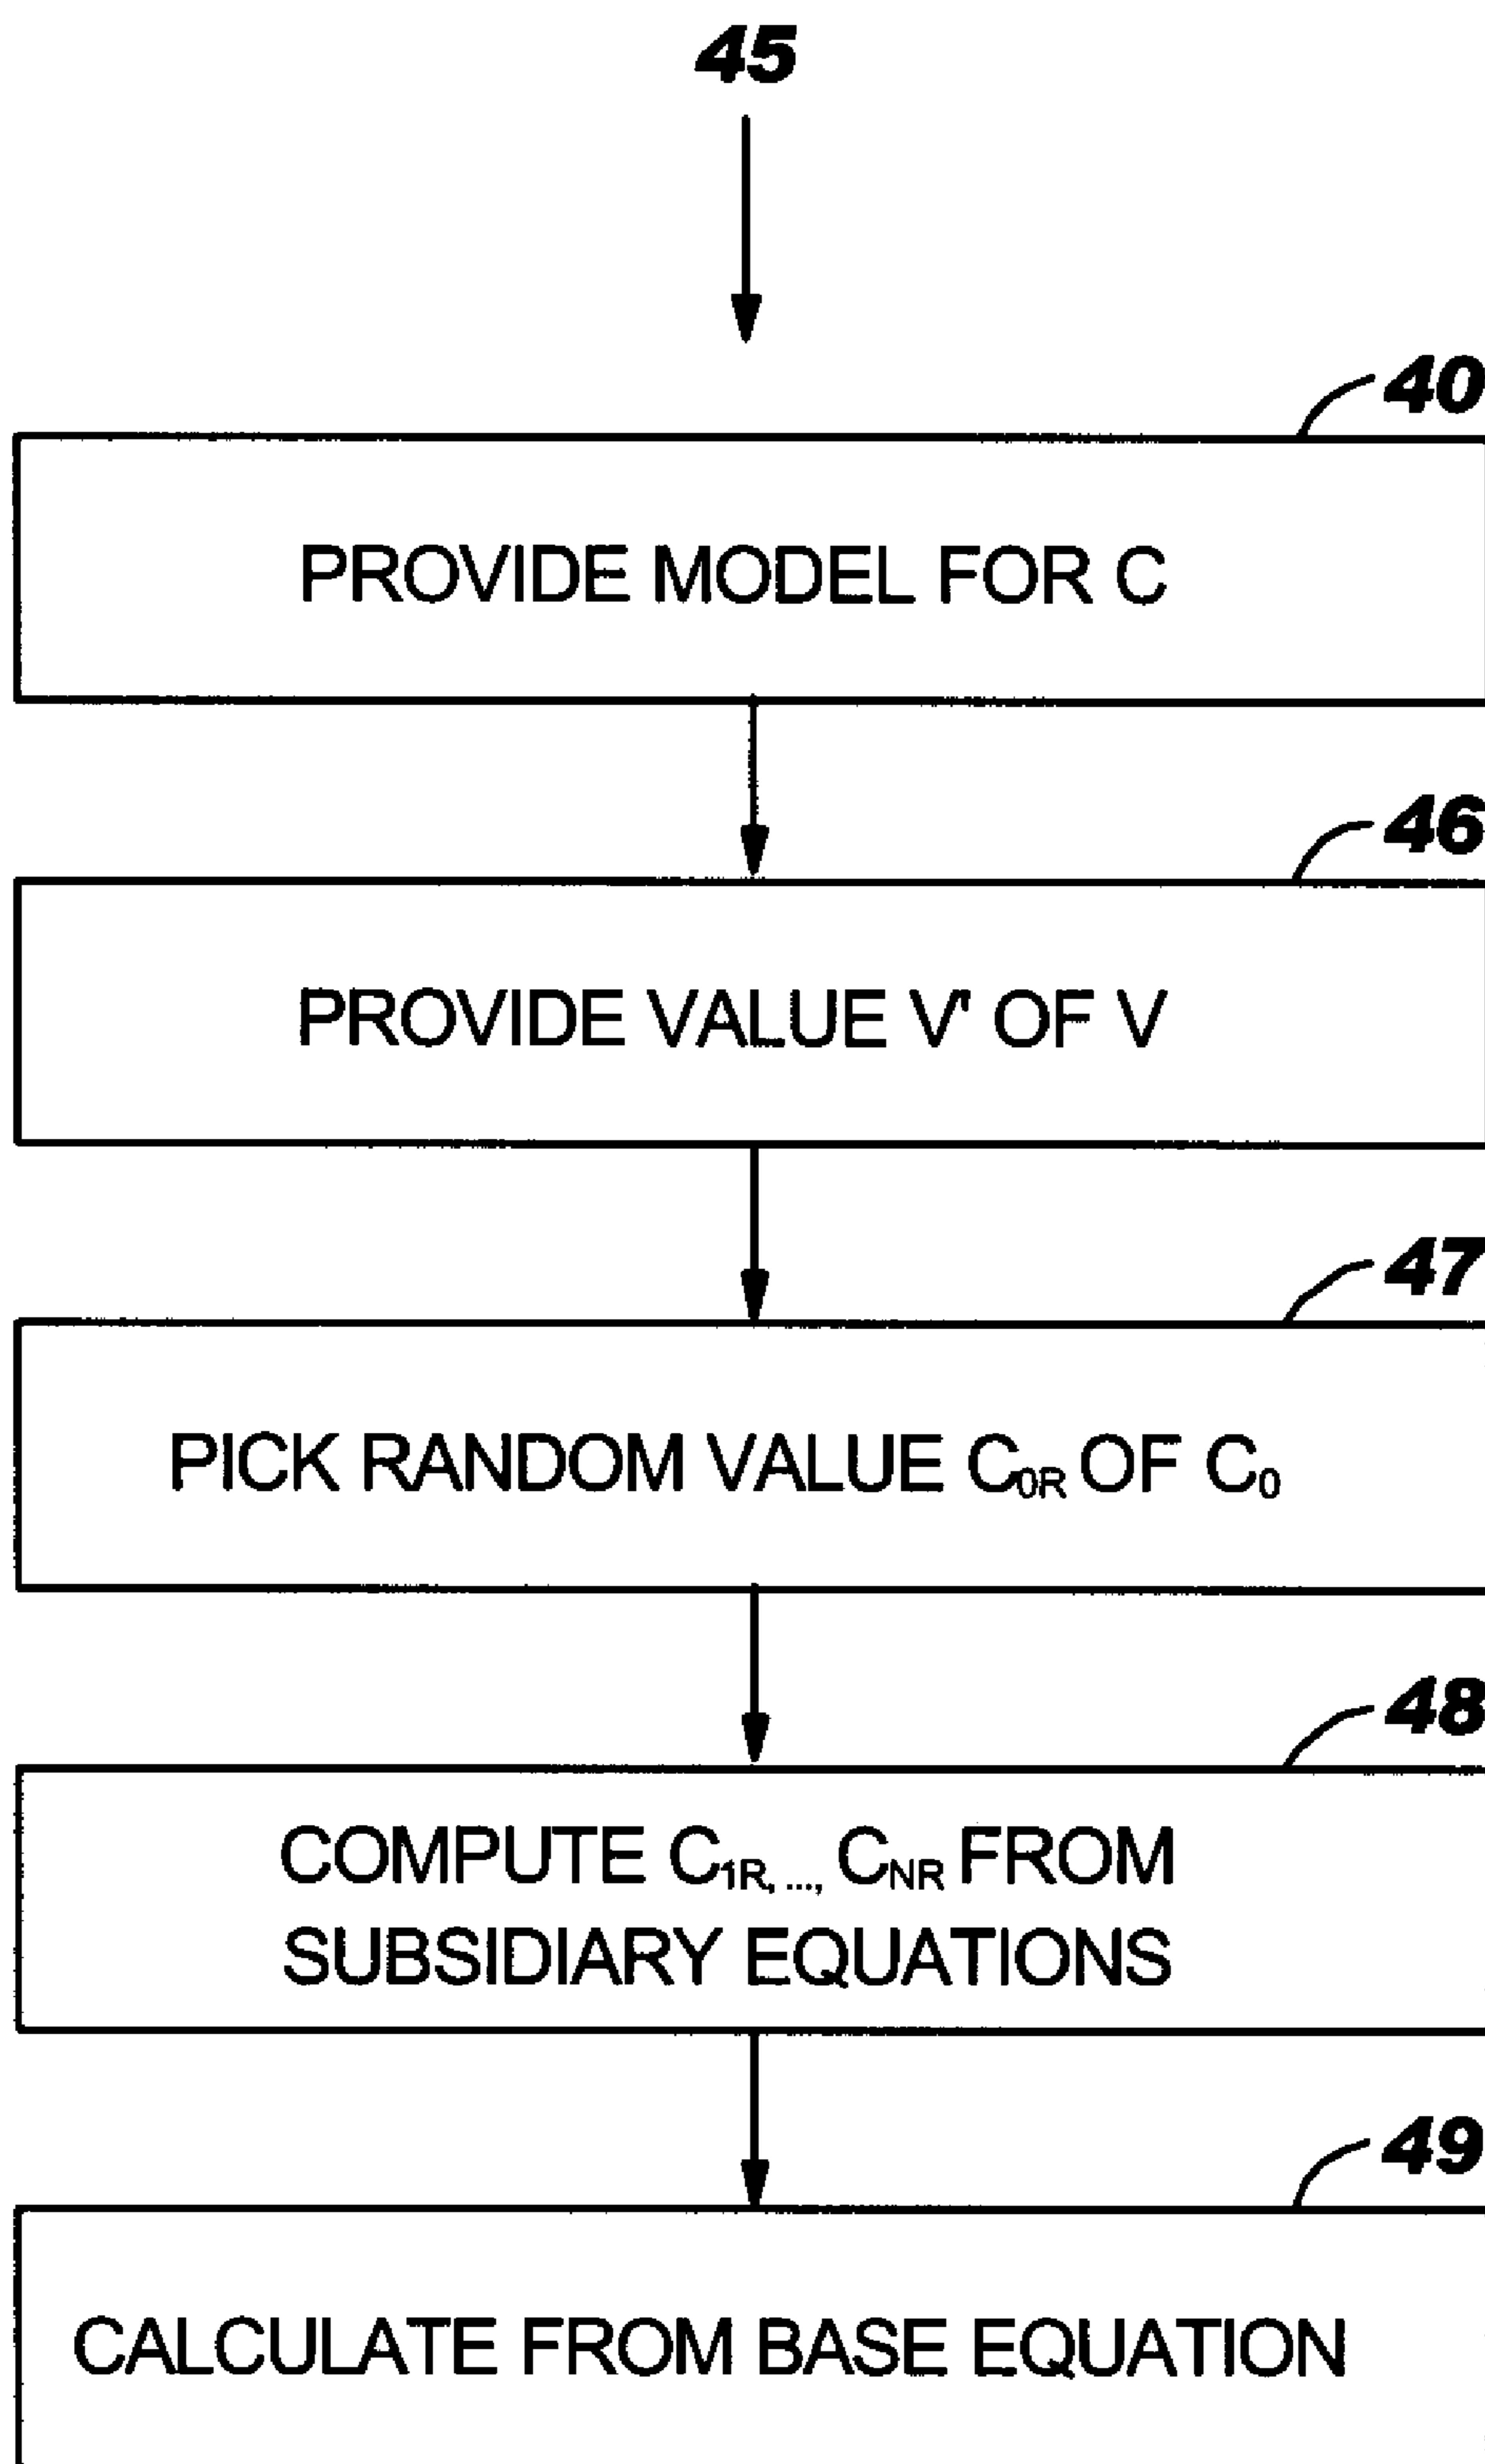 45
40
PROVIDE MODEL FOR C
46
PROVIDE VALUE V' OF V
47
PICK RANDOM VALUE C0R OF C0
48
COMPUTE C1R, ..., CNR FROM
SUBSIDIARY EQUATIONS
49
CALCULATE FROM BASE EQUATION